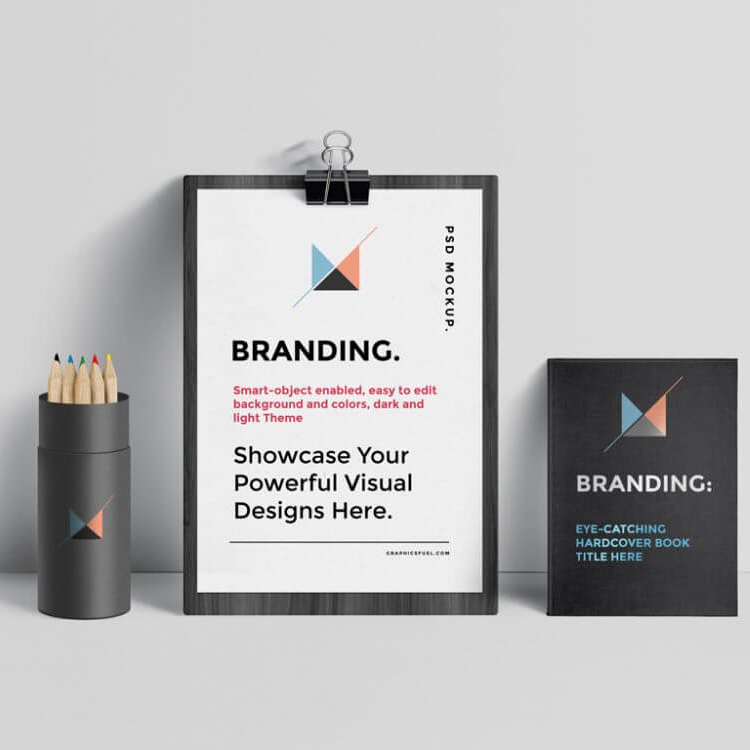 PSD MOCKUP.
BRANDING.
Smart-object enabled, easy to edit
background and colors, dark and
light Theme
Showcase Your
Powerful Visual
Designs Here.
GRAPHICSFUEL.COM
BRANDING:
EYE-CATCHING
HARDCOVER BOOK
TITLE HERE